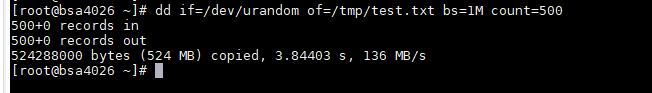 [root@bsa4026 ~]# dd if=/dev/urandom of=/tmp/test.txt bs=1M count=500
500+0 records in
500+0 records out
524288000 bytes (524 MB) copied, 3.84403 s, 136 MB/s
[root@bsa4026 ~]#